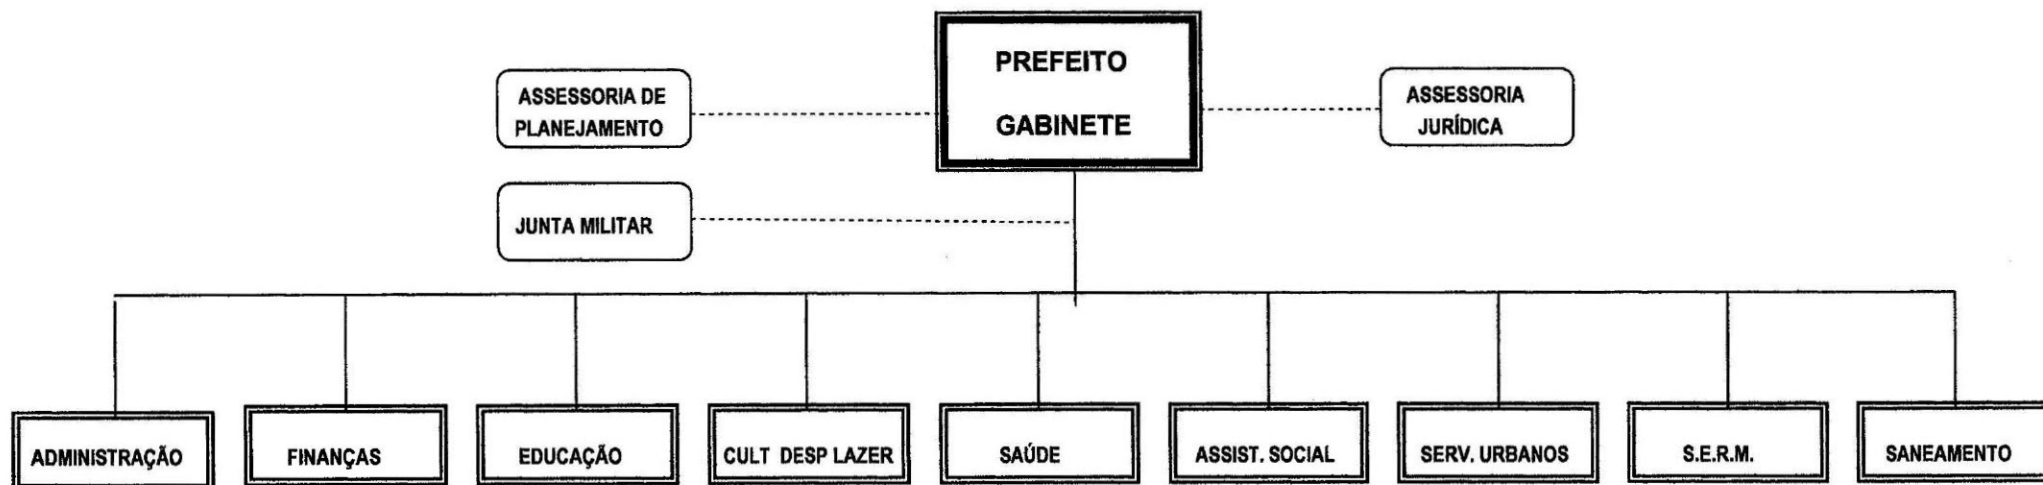 PREFEITO
GABINETE
ASSESSORIA DE
PLANEJAMENTO
ASSESSORIA
JURÍDICA
JUNTA MILITAR
ADMINISTRAÇÃO
FINANÇAS
EDUCAÇÃO
CULT DESP LAZER
SAÚDE
ASSIST. SOCIAL
SERV. URBANOS
S.E.R.M.
SANEAMENTO